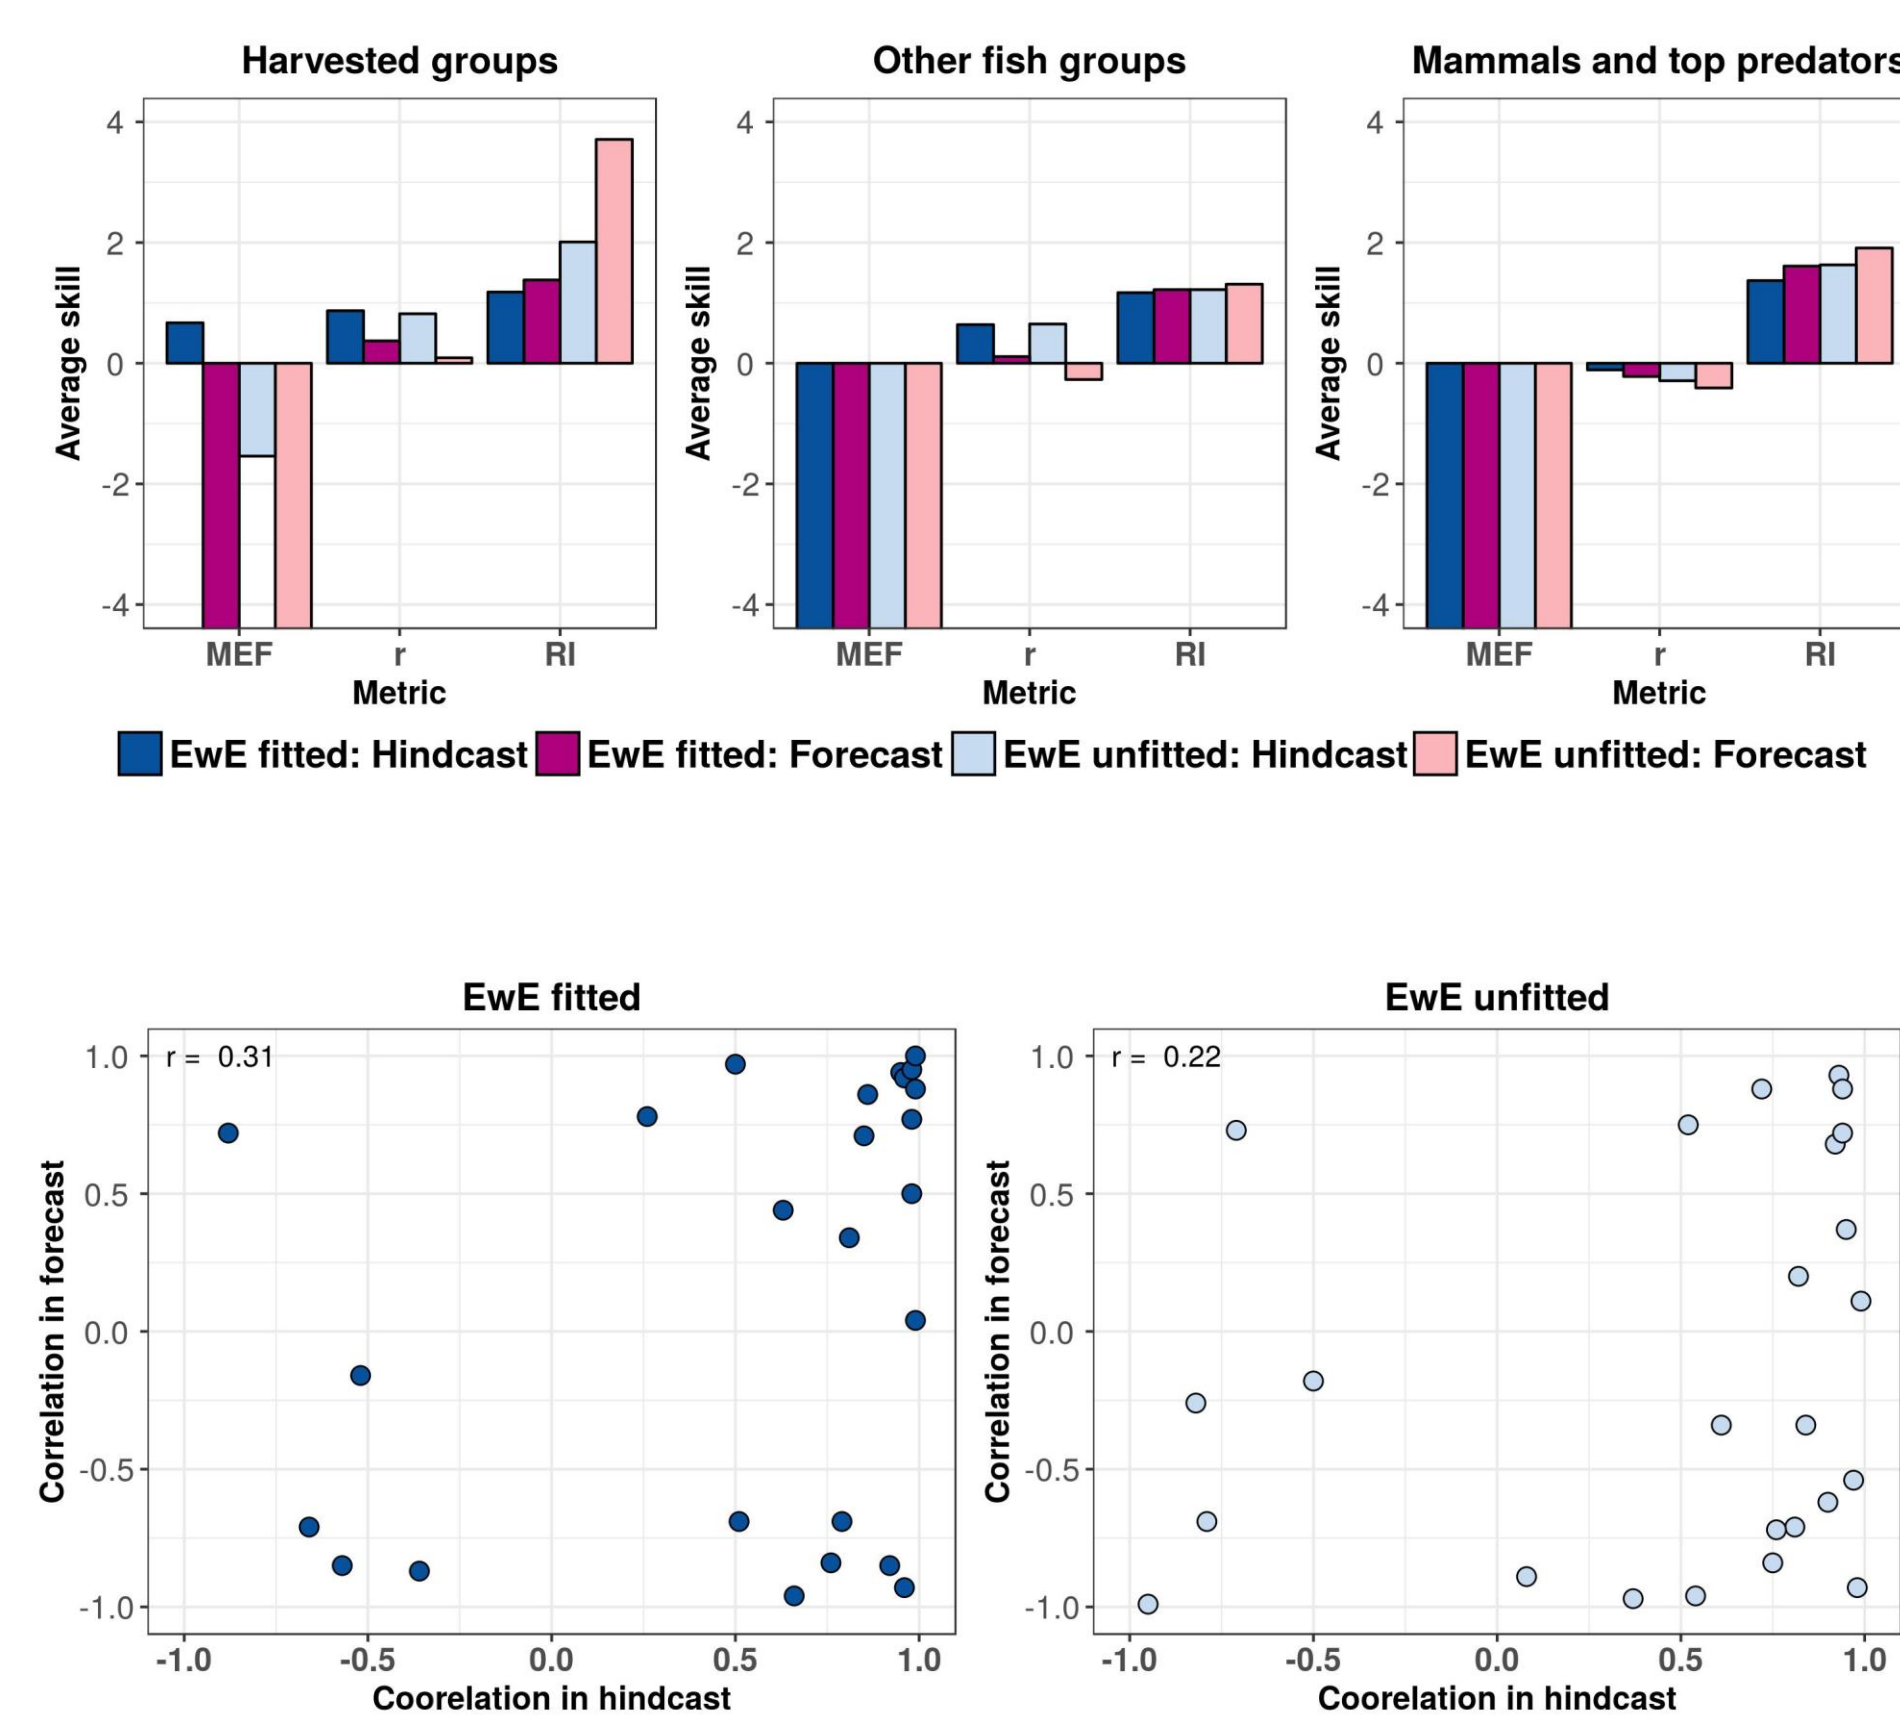 Harvested groups
Other fish groups
Mammals and top predators
4
2
0
-2
-4
Average skill
MEF r RI
Metric
4
2
0
-2
-4
Average skill
MEF r RI
Metric
4
2
0
-2
-4
Average skill
MEF r RI
Metric
EwE fitted: Hindcast EwE fitted: Forecast EwE unfitted: Hindcast EwE unfitted: Forecast
EwE fitted
r = 0.31
1.0
0.5
0.0
-0.5
-1.0
Correlation in forecast
-1.0 -0.5 0.0 0.5 1.0
Coorelation in hindcast
EwE unfitted
r = 0.22
1.0
0.5
0.0
-0.5
-1.0
Correlation in forecast
-1.0 -0.5 0.0 0.5 1.0
Coorelation in hindcast